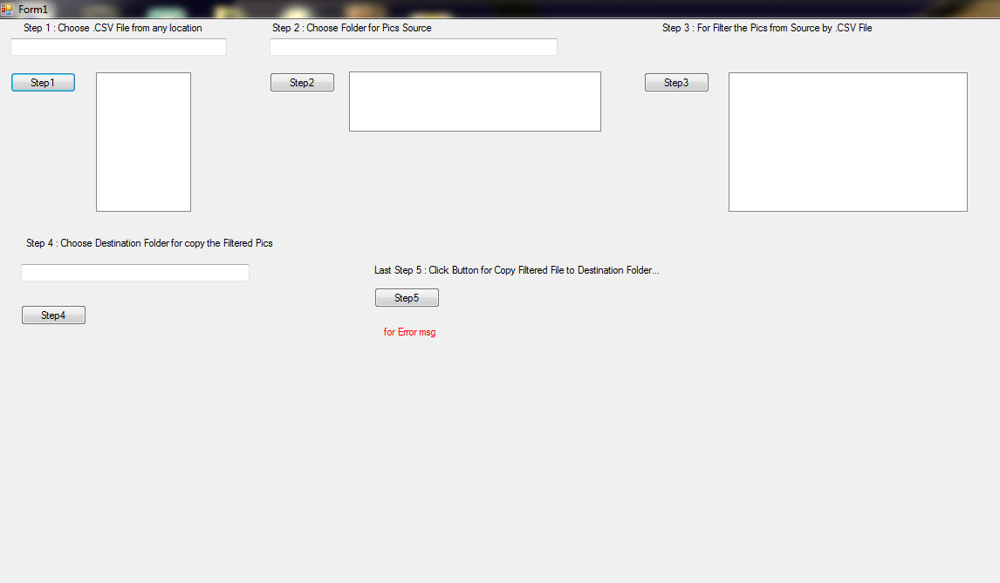 Form1
Step 1 : Choose .CSV File from any location
Step 2 : Choose Folder for Pics Source
Step 3 : For Filter the Pics from Source by .CSV File
Step1
Step2
Step3
Step 4 : Choose Destination Folder for copy the Filtered Pics
Last Step 5 : Click Button for Copy Filtered File to Destination Folder...
Step5
Step4
for Error msg